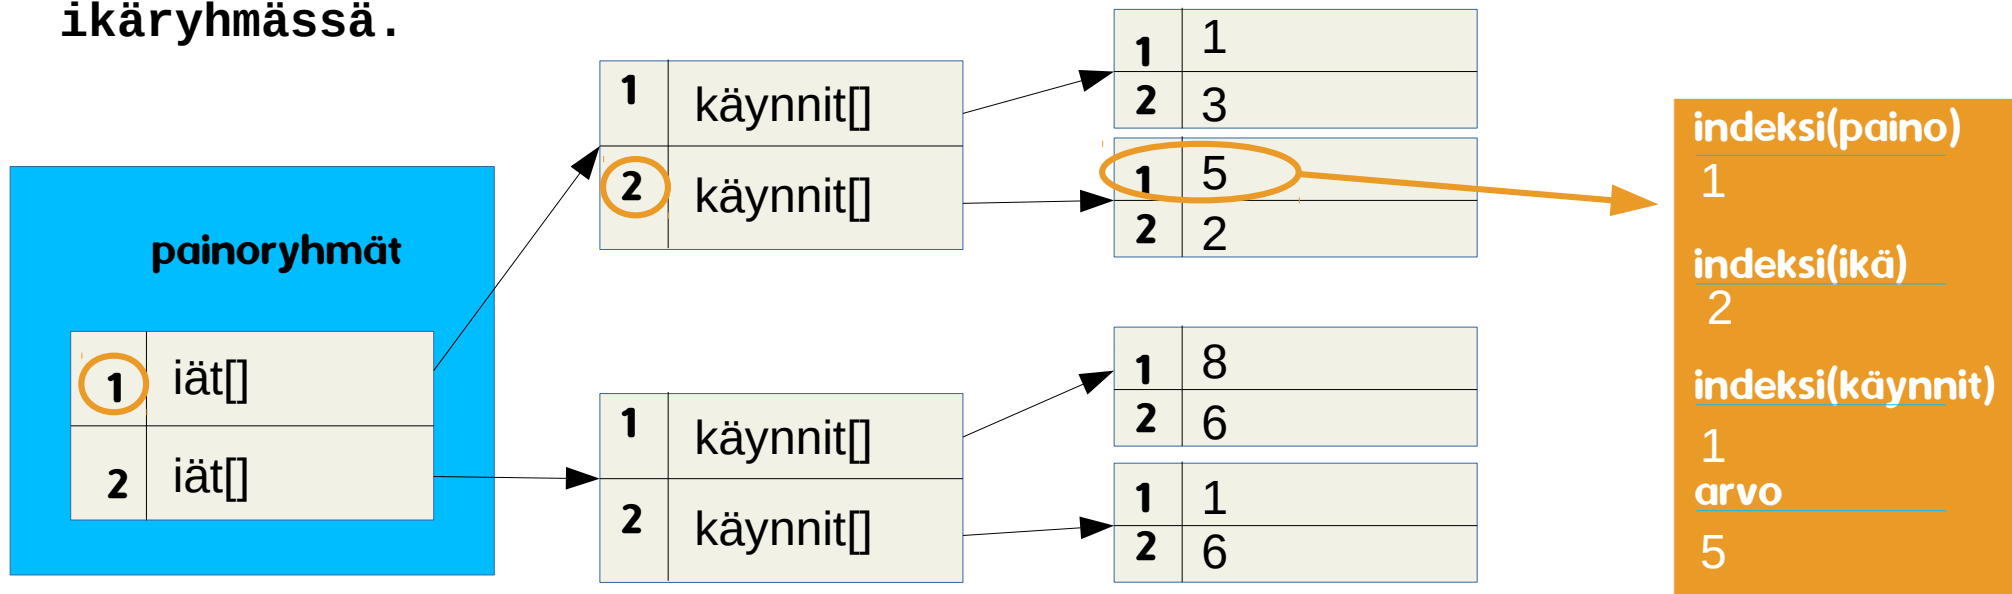 ikäryhmässä.
painoryhmät
1 iät[]
2 iät[]
1 käynnit[]
2 käynnit[]
1 käynnit[]
2 käynnit[]
1 1
2 3
1 5
2 2
1 8
2 6
1 1
2 6
indeksi(paino)
1
indeksi(ikä)
2
indeksi(käynnit)
1
arvo
5